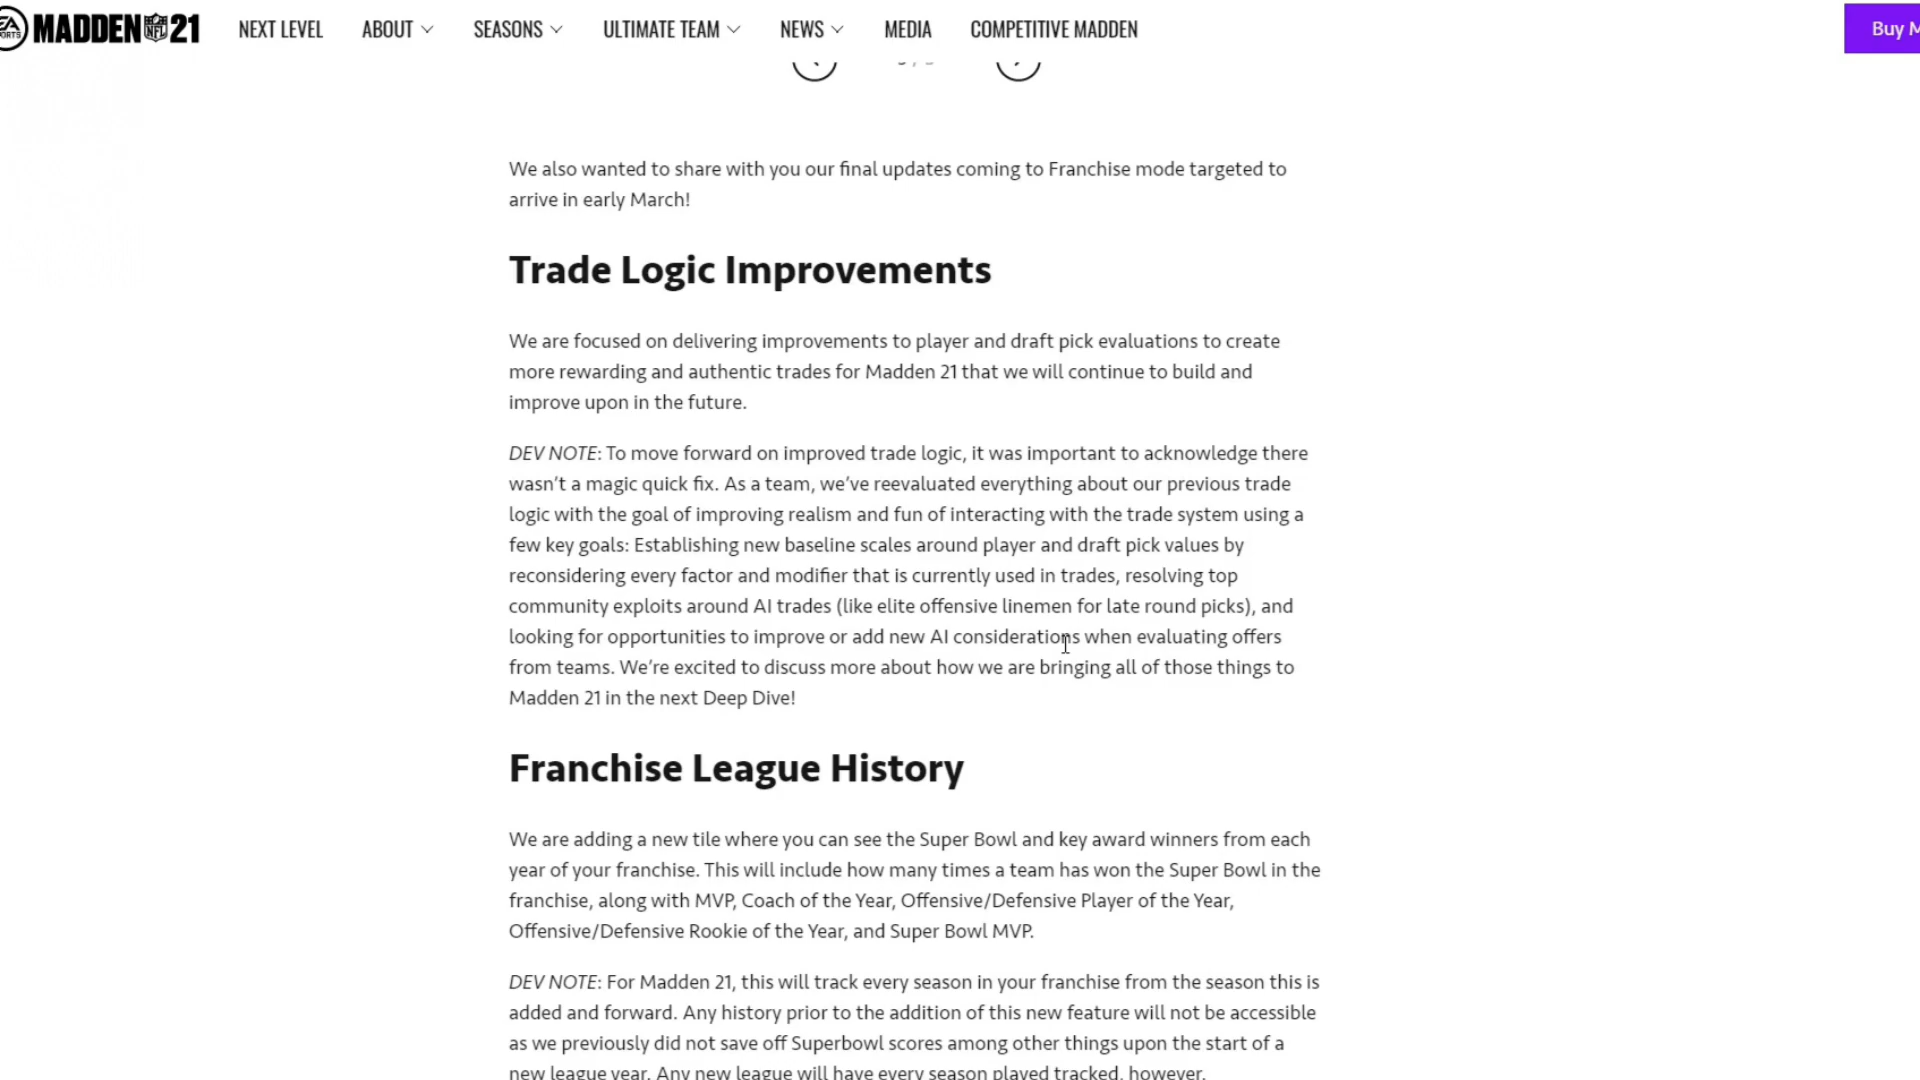 EA SPORTS MADDEN NFL 21 NEXT LEVEL ABOUT SEASONS ULTIMATE TEAM NEWS MEDIA COMPETITIVE MADDEN Buy M
We also wanted to share with you our final updates coming to Franchise mode targeted to
arrive in early March!
Trade Logic Improvements
We are focused on delivering improvements to player and draft pick evaluations to create
more rewarding and authentic trades for Madden 21 that we will continue to build and
improve upon in the future.
DEV NOTE: To move forward on improved trade logic, it was important to acknowledge there
wasn’t a magic quick fix. As a team, we’ve reevaluated everything about our previous trade
logic with the goal of improving realism and fun of interacting with the trade system using a
few key goals: Establishing new baseline scales around player and draft pick values by
reconsidering every factor and modifier that is currently used in trades, resolving top
community exploits around AI trades (like elite offensive linemen for late round picks), and
looking for opportunities to improve or add new AI considerations when evaluating offers
from teams. We’re excited to discuss more about how we are bringing all of those things to
Madden 21 in the next Deep Dive!
Franchise League History
We are adding a new tile where you can see the Super Bowl and key award winners from each
year of your franchise. This will include how many times a team has won the Super Bowl in the
franchise, along with MVP, Coach of the Year, Offensive/Defensive Player of the Year,
Offensive/Defensive Rookie of the Year, and Super Bowl MVP.
DEV NOTE: For Madden 21, this will track every season in your franchise from the season this is
added and forward. Any history prior to the addition of this new feature will not be accessible
as we previously did not save off Superbowl scores among other things upon the start of a
new league year. Any new league will have every season played tracked, however.